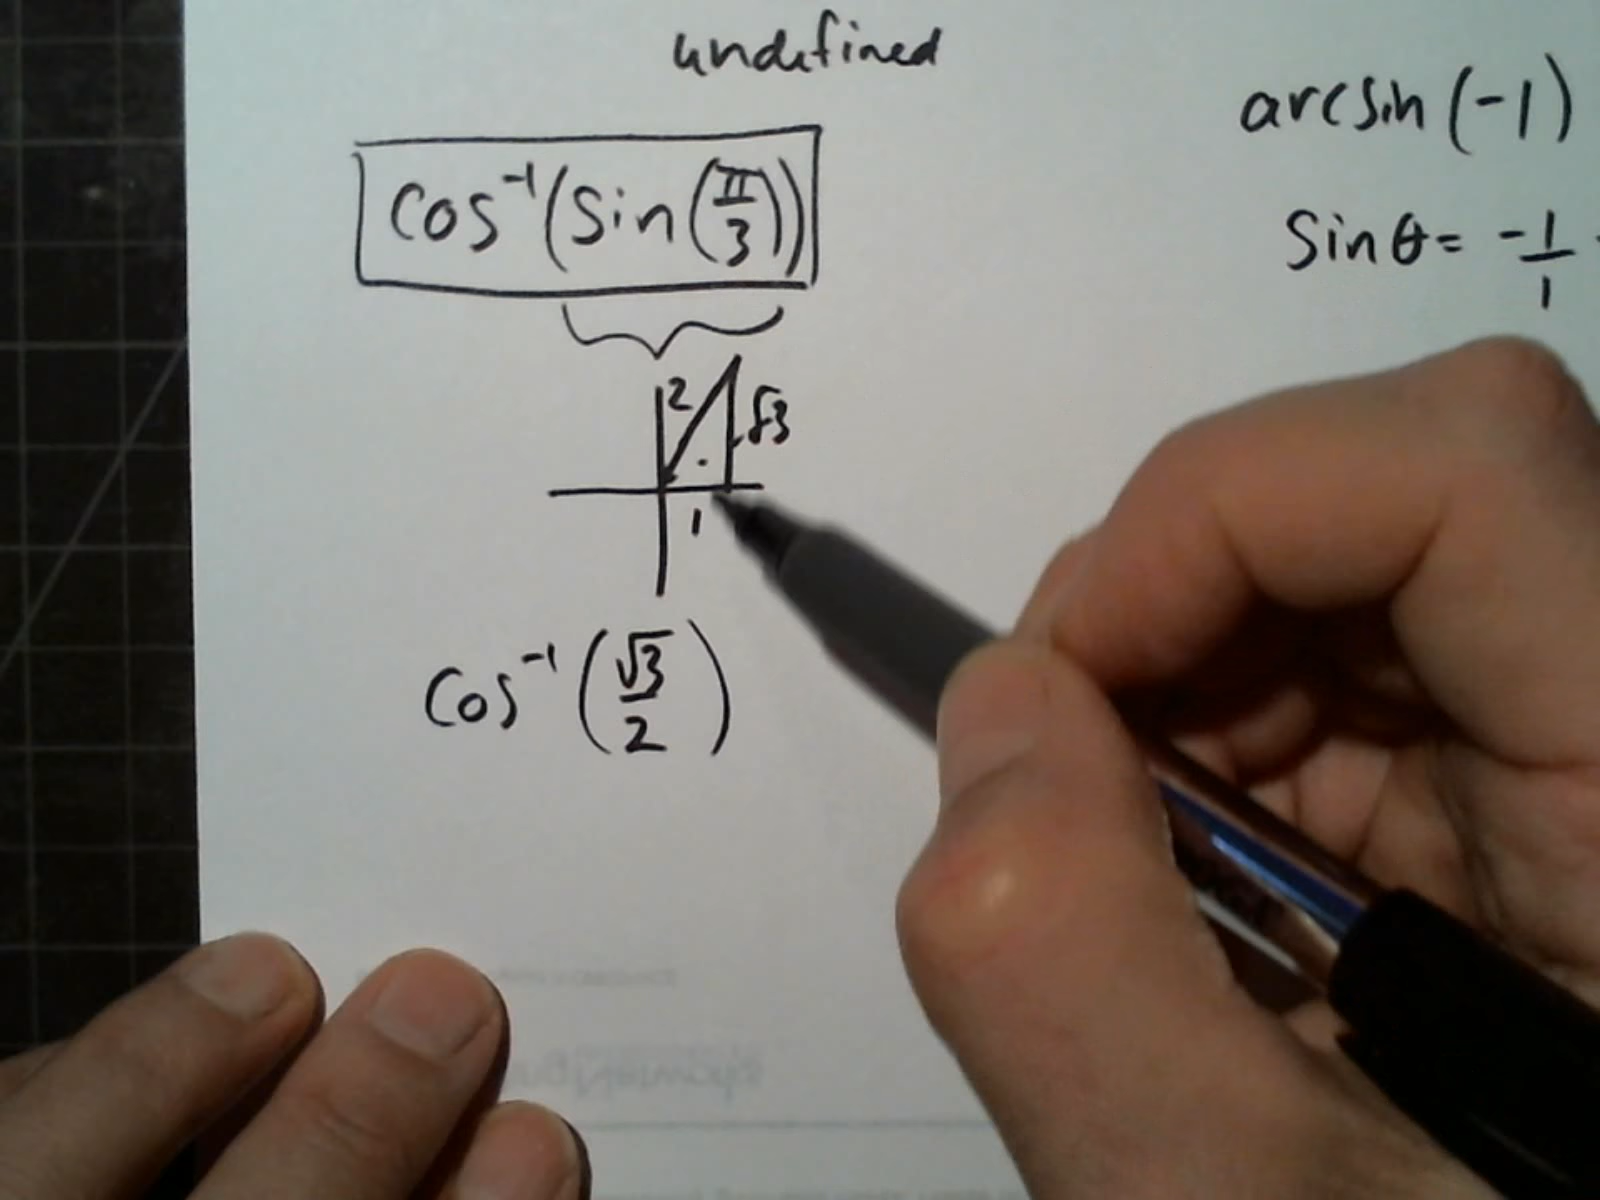 undefined
cos⁻¹(sin(π/3))
2
√3
1
cos⁻¹(√3/2)
arcsin(-1)
sinθ= -1/1